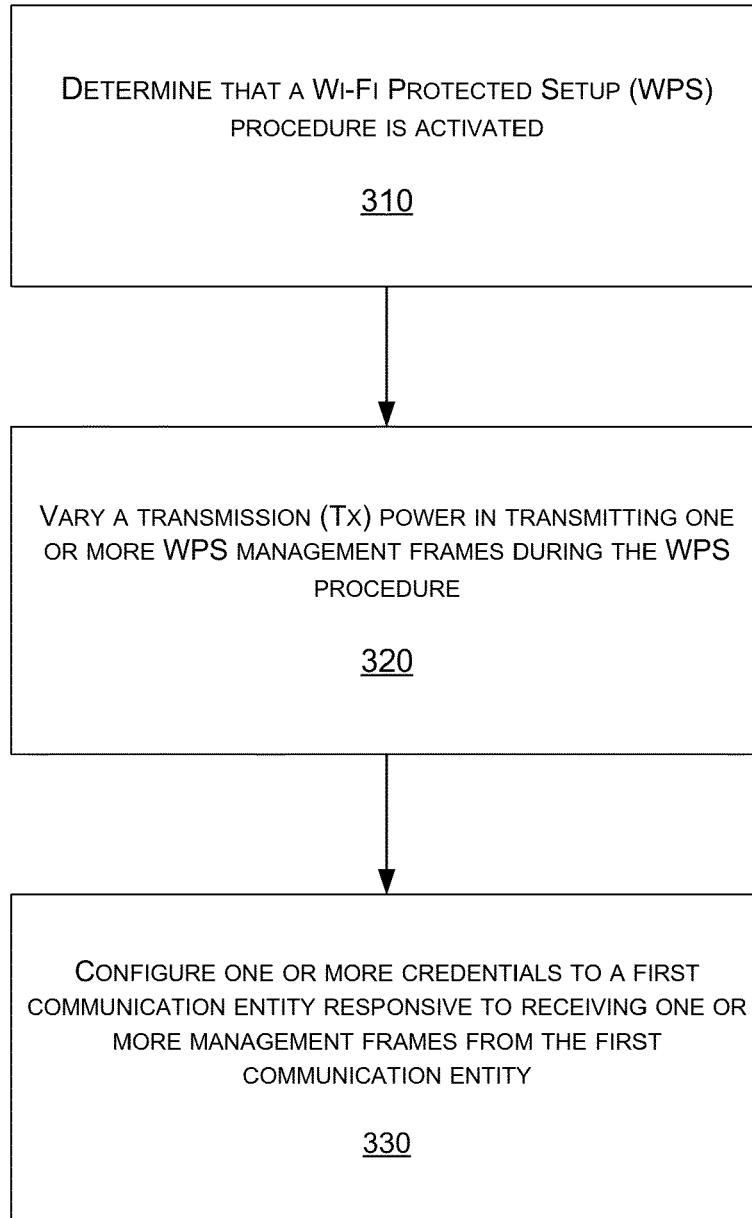 DETERMINE THAT A WI-FI PROTECTED SETUP (WPS)
PROCEDURE IS ACTIVATED
310
VARY A TRANSMISSION (TX) POWER IN TRANSMITTING ONE
OR MORE WPS MANAGEMENT FRAMES DURING THE WPS
PROCEDURE
320
CONFIGURE ONE OR MORE CREDENTIALS TO A FIRST
COMMUNICATION ENTITY RESPONSIVE TO RECEIVING ONE OR
MORE MANAGEMENT FRAMES FROM THE FIRST
COMMUNICATION ENTITY
330